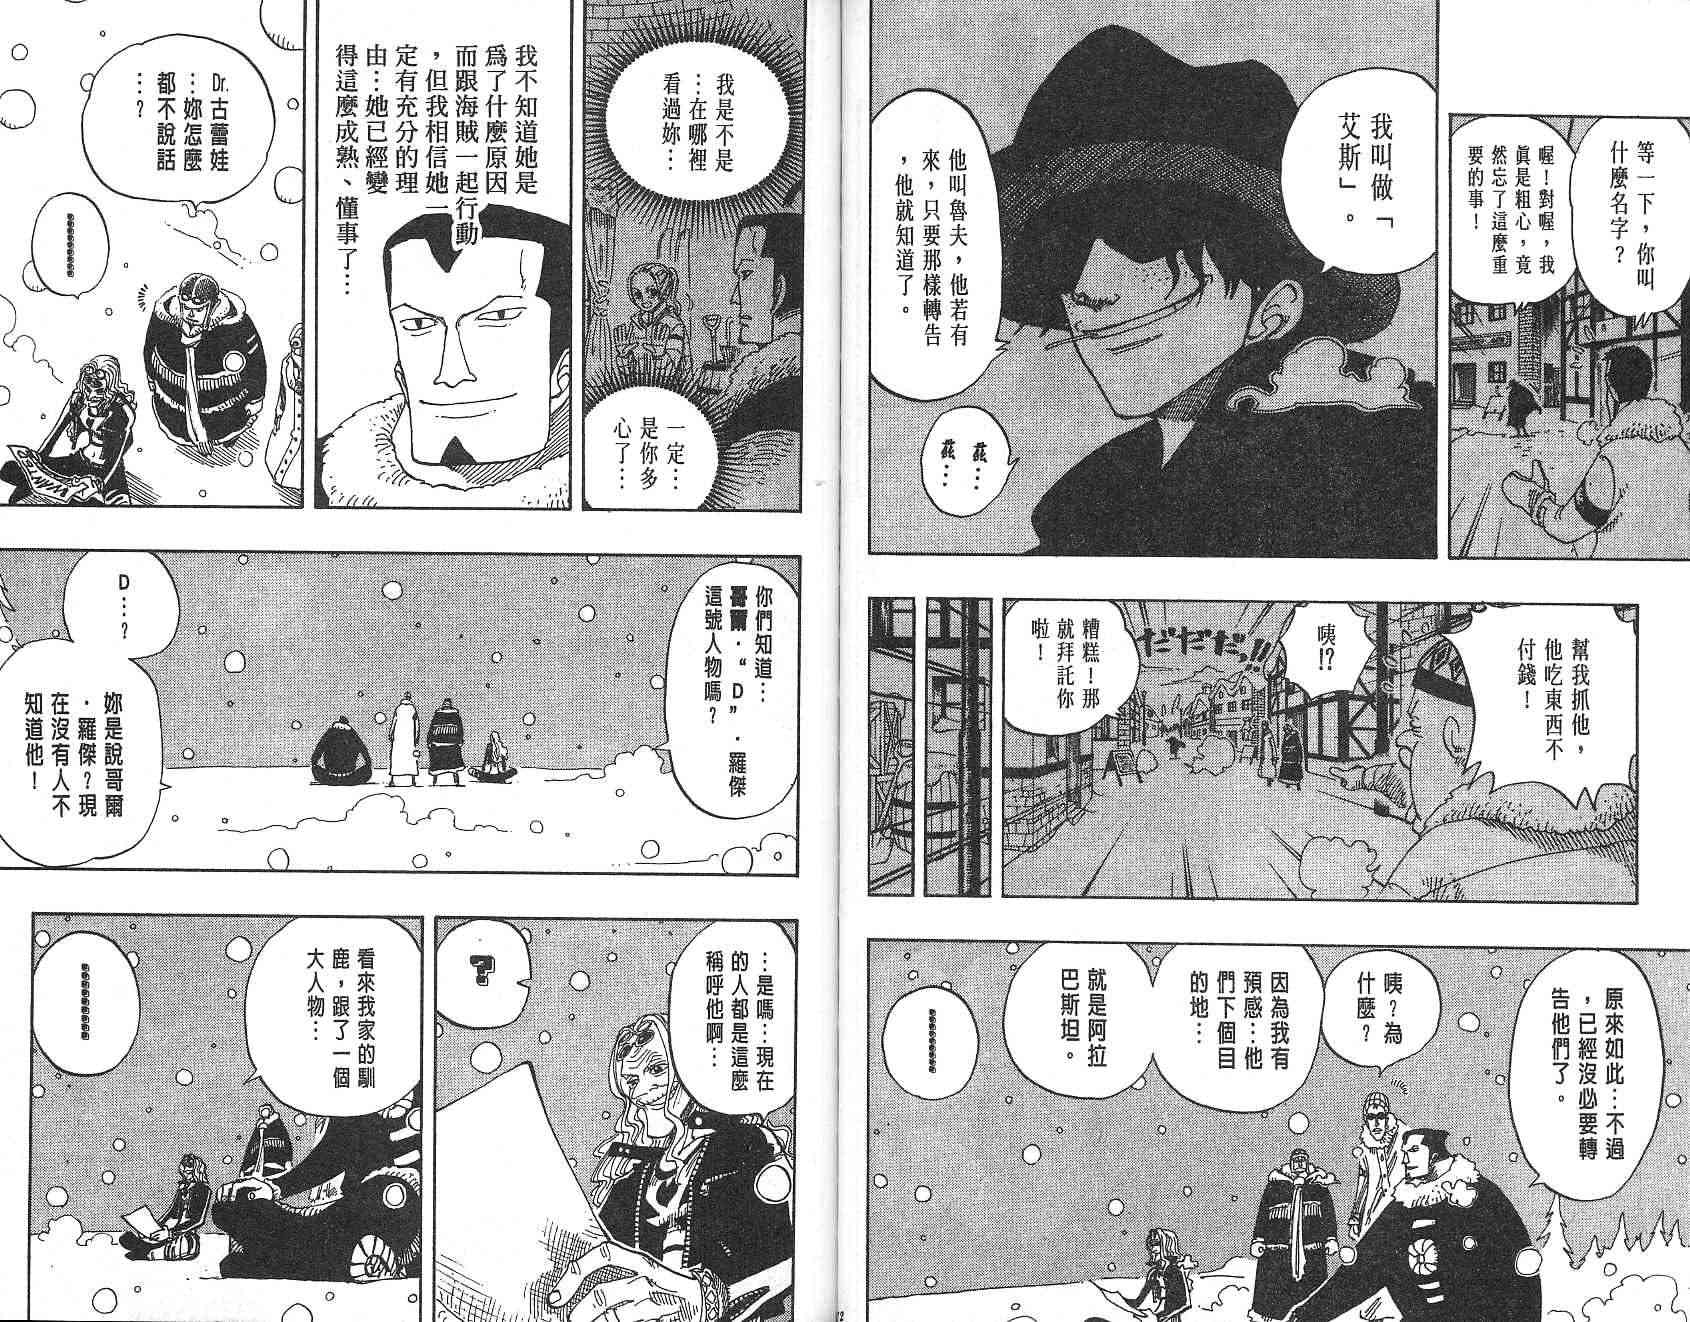 等一下，你叫
什麼名字？
喔！對喔，我
真是粗心，竟
然忘了這麼重
要的事！
我叫做「
艾斯」。
他叫魯夫，他若有
來，只要那樣轉告
，他就知道了。
幫我抓他，
他吃東西不
付錢！
咦!?
だだだだっ!!
糟糕！那
就拜託你
啦！
原來如此…不過
，已經沒必要轉
告他們了。
咦？為
什麼？
因為我有
預感…他
們下個目
的地…
就是阿拉
巴斯坦。
…………
12
我是不是
…在哪裡
看過妳…
一定…
是你多
心了…
我不知道她是
爲了什麼原因
而跟海賊一起行動
，但我相信她一
定有充分的理
由…她已經變
得這麼成熟、懂事了…
Dr.古蕾娃
…妳怎麼
都不說話
…？
…………
WANTED
你們知道…
哥爾．“D”．羅傑
這號人物嗎？
D…？
妳是說哥爾
．羅傑？現
在沒有人不
知道他！
…是嗎…現在
的人都是這麼
稱呼他啊…
？
看來我家的馴
鹿，跟了一個
大人物…
…………